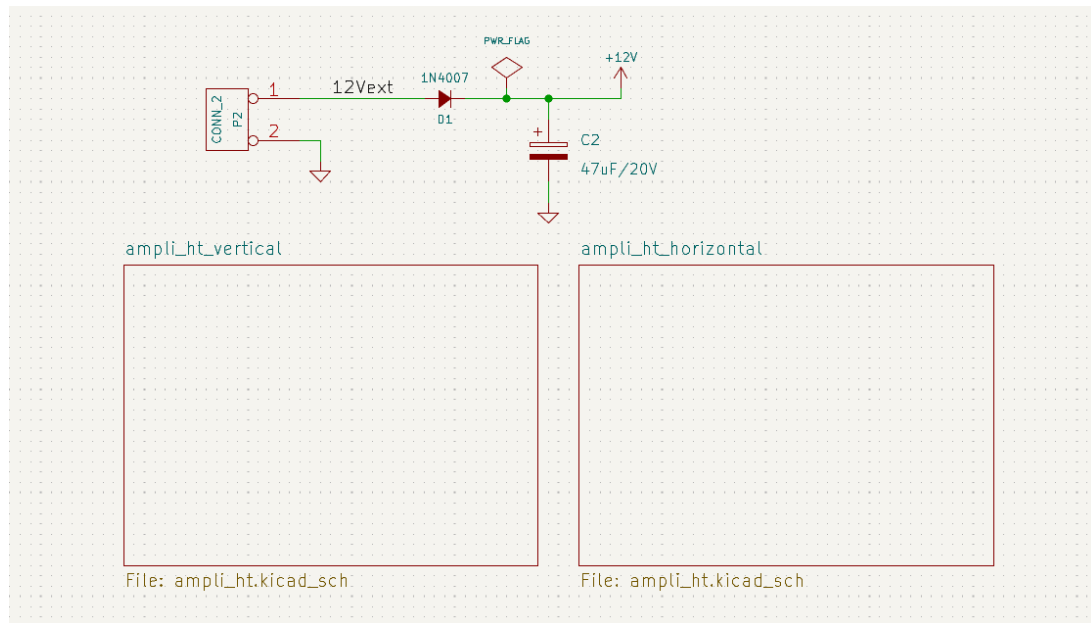 PWR_FLAG
+12V
1N4007
12Vext
1
CONN_2
P2
D1
2
+
C2
47uF/20V
ampli_ht_vertical
ampli_ht_horizontal
File: ampli_ht.kicad_sch
File: ampli_ht.kicad_sch